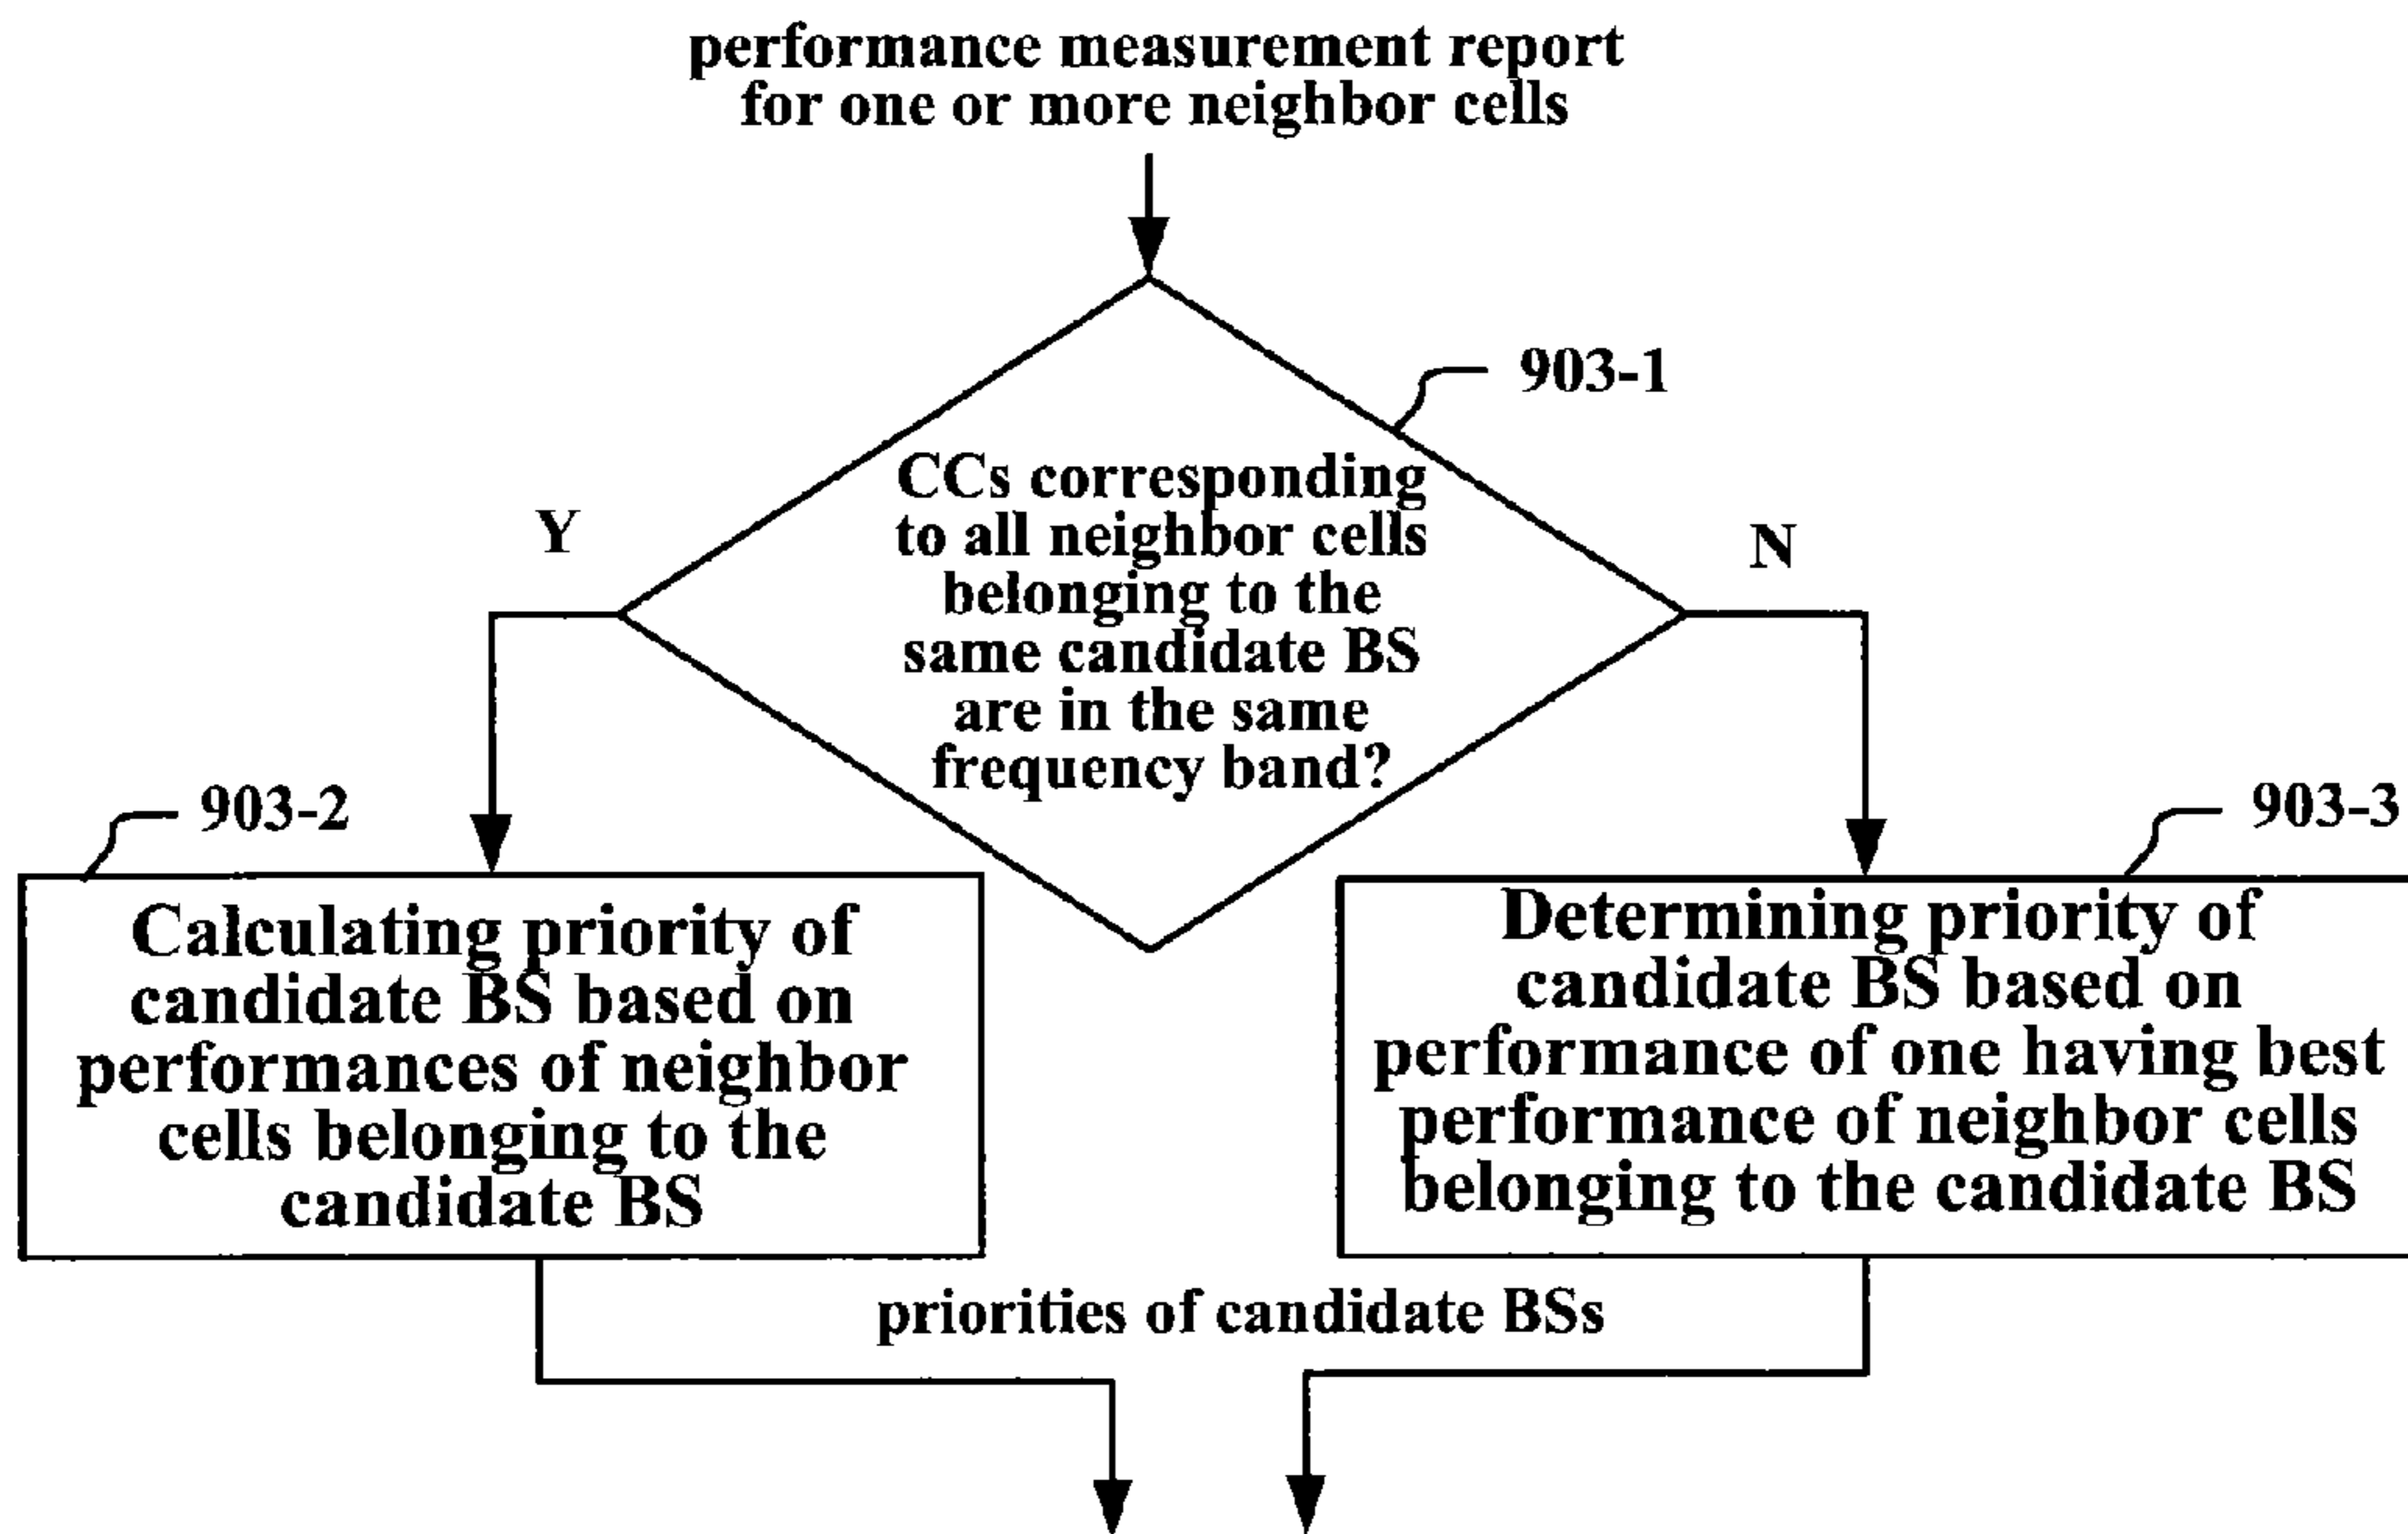 performance measurement report
for one or more neighbor cells
903-1
CCs corresponding
to all neighbor cells
belonging to the
same candidate BS
are in the same
frequency band?
Y
N
903-2
903-3
Calculating priority of
candidate BS based on
performances of neighbor
cells belonging to the
candidate BS
Determining priority of
candidate BS based on
performance of one having best
performance of neighbor cells
belonging to the candidate BS
priorities of candidate BSs